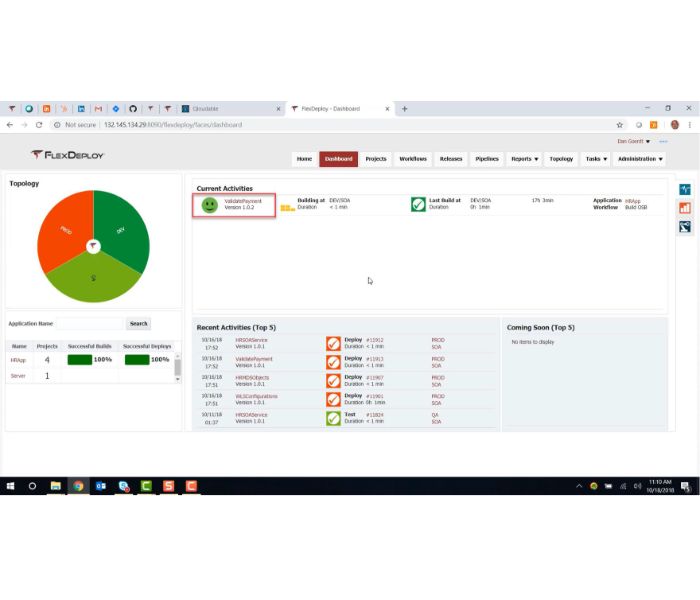 Cloudable
FlexDeploy - Dashboard
Not secure | 132.145.134.29:8090/flexdeploy/faces/dashboard
Dan Goerdt
FLEXDEPLOY
Home Dashboard Projects Workflows Releases Pipelines Reports Topology Tasks Administration
Topology
PROD
DEV
Current Activities
ValidatePayment
Version 1.0.2
Building at DEV/SOA
Duration < 1 min
Last Build at DEV/SOA 17h 3min
Duration 0h 1min
Application HRApp
Workflow Build OSB
Application Name Search
Name Projects Successful Builds Successful Deploys
HRApp 4 100% 100%
Server 1
Recent Activities (Top 5)
10/16/18 HRSOAService Deploy #11912 PROD
17:52 Version 1.0.1 Duration < 1 min SOA
10/16/18 ValidatePayment Deploy #11913 PROD
17:52 Version 1.0.1 Duration < 1 min SOA
10/16/18 HRMDSObjects Deploy #11907 PROD
17:51 Version 1.0.1 Duration < 1 min SOA
10/16/18 WLSConfigurations Deploy #11901 PROD
17:51 Version 1.0.1 Duration 0h 1min SOA
10/11/18 HRSOAService Test #11824 QA
01:37 Version 1.0.1 Duration < 1 min SOA
Coming Soon (Top 5)
No items to display
11:10 AM
10/18/2018